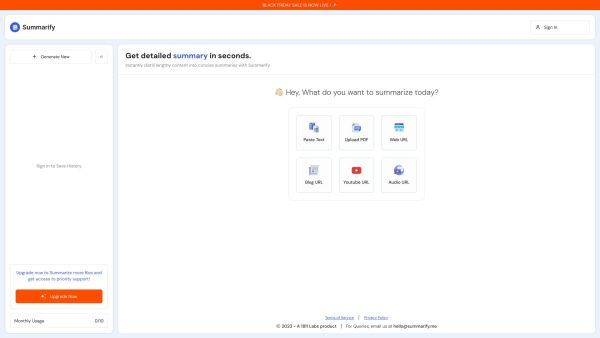 BLACK FRIDAY SALE IS NOW LIVE !
Summarify
Sign In
Generate New
Get detailed summary in seconds.
Instantly distill lengthy content into concise summaries with Summarify
👋 Hey, What do you want to summarize today?
Paste Text
Upload PDF
Web URL
Sign in to Save History
Blog URL
Youtube URL
Audio URL
Upgrade now to Summarize more files and
get access to priority support!
Upgrade Now
Monthly Usage
0/10
Terms of Service | Privacy Policy
© 2023 - A 1811 Labs product | For Queries, email us at hello@summarify.me